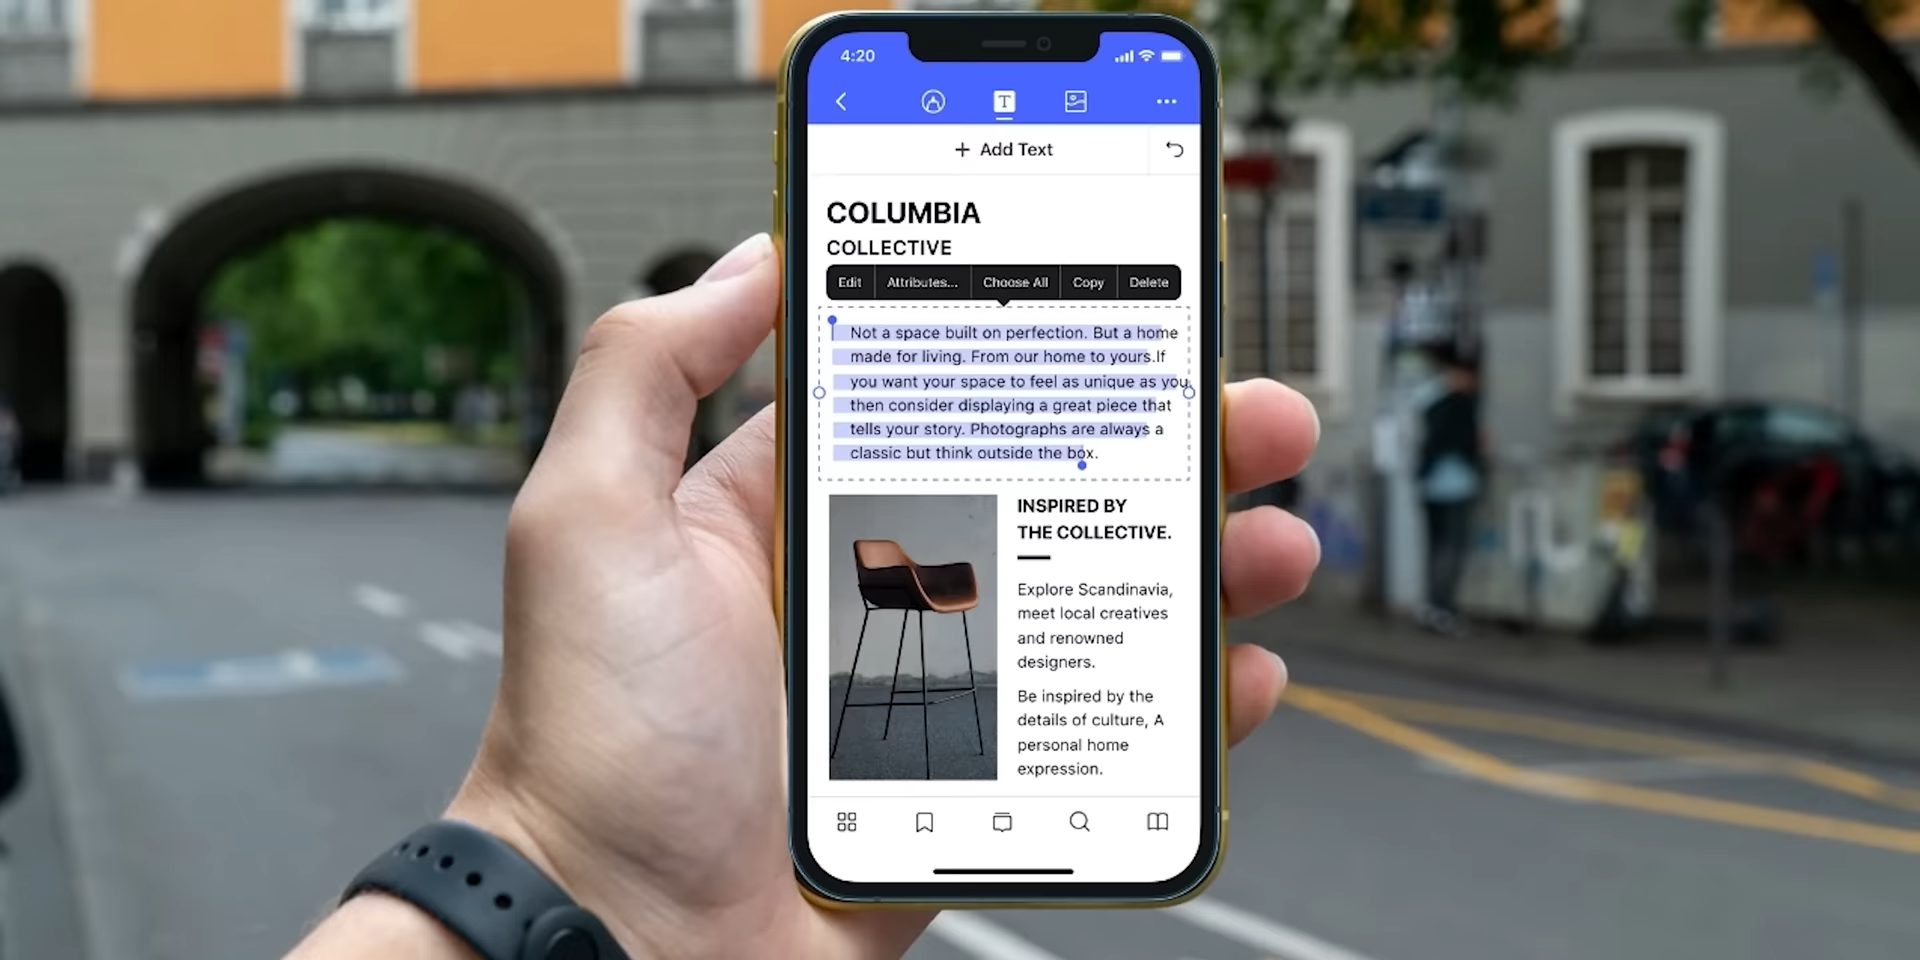 4:20
T
+ Add Text
COLUMBIA
COLLECTIVE
Edit Attributes... Choose All Copy Delete
Not a space built on perfection. But a home
made for living. From our home to yours.If
you want your space to feel as unique as you
then consider displaying a great piece that
tells your story. Photographs are always a
classic but think outside the box.
INSPIRED BY
THE COLLECTIVE.
Explore Scandinavia,
meet local creatives
and renowned
designers.
Be inspired by the
details of culture, A
personal home
expression.